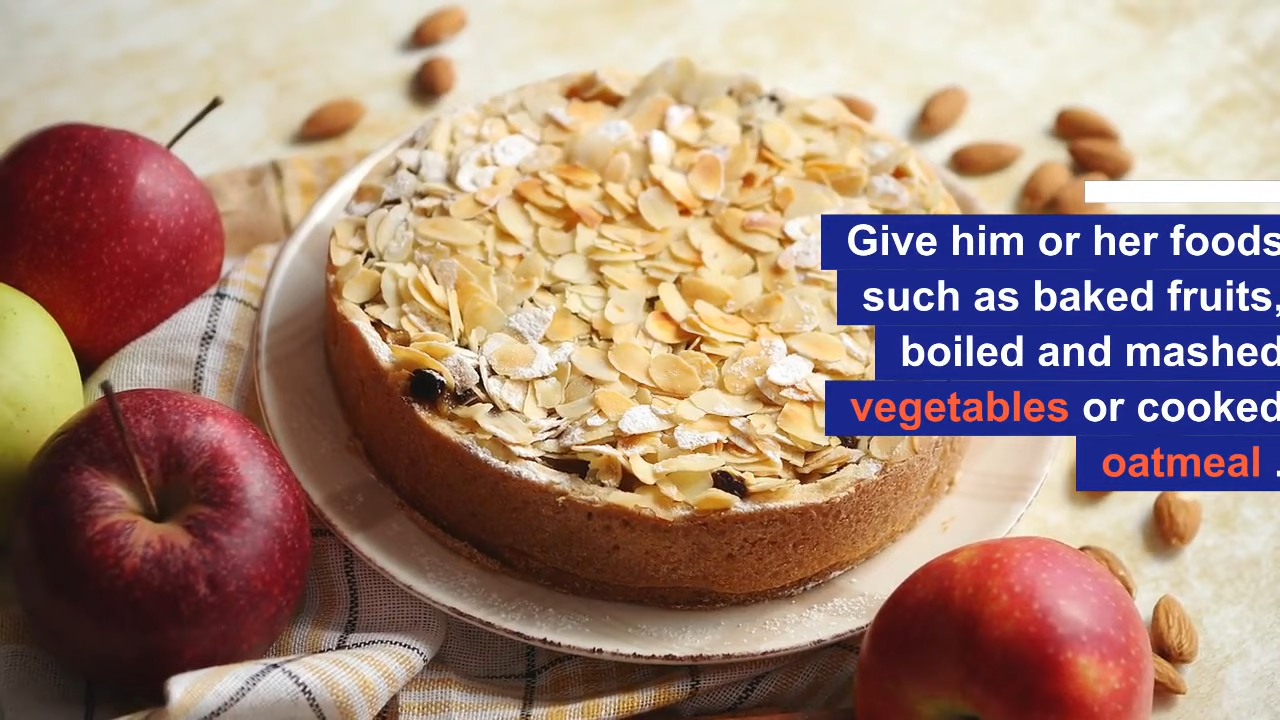 Give him or her foods
such as baked fruits,
boiled and mashed
vegetables or cooked
oatmeal .